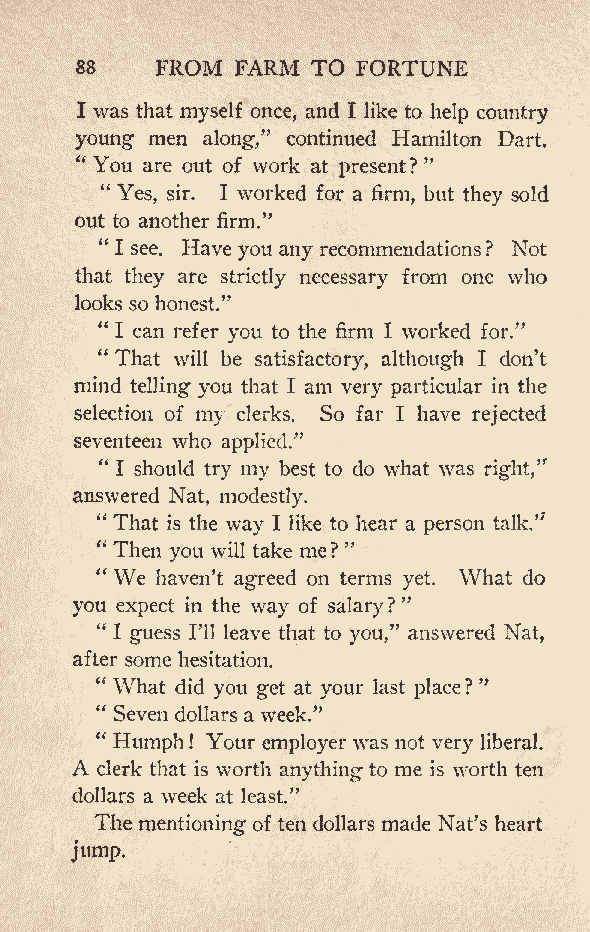 88 FROM FARM TO FORTUNE
I was that myself once, and I like to help country
young men along,” continued Hamilton Dart.
“ You are out of work at present? ”
“ Yes, sir. I worked for a firm, but they sold
out to another firm.”
“ I see. Have you any recommendations? Not
that they are strictly necessary from one who
looks so honest.”
“ I can refer you to the firm I worked for.”
“ That will be satisfactory, although I don’t
mind telling you that I am very particular in the
selection of my clerks. So far I have rejected
seventeen who applied.”
“ I should try my best to do what was right,”
answered Nat, modestly.
“ That is the way I like to hear a person talk.”
“ Then you will take me? ”
“ We haven’t agreed on terms yet. What do
you expect in the way of salary? ”
“ I guess I’ll leave that to you,” answered Nat,
after some hesitation.
“ What did you get at your last place? ”
“ Seven dollars a week.”
“ Humph! Your employer was not very liberal.
A clerk that is worth anything to me is worth ten
dollars a week at least.”
The mentioning of ten dollars made Nat’s heart
jump.